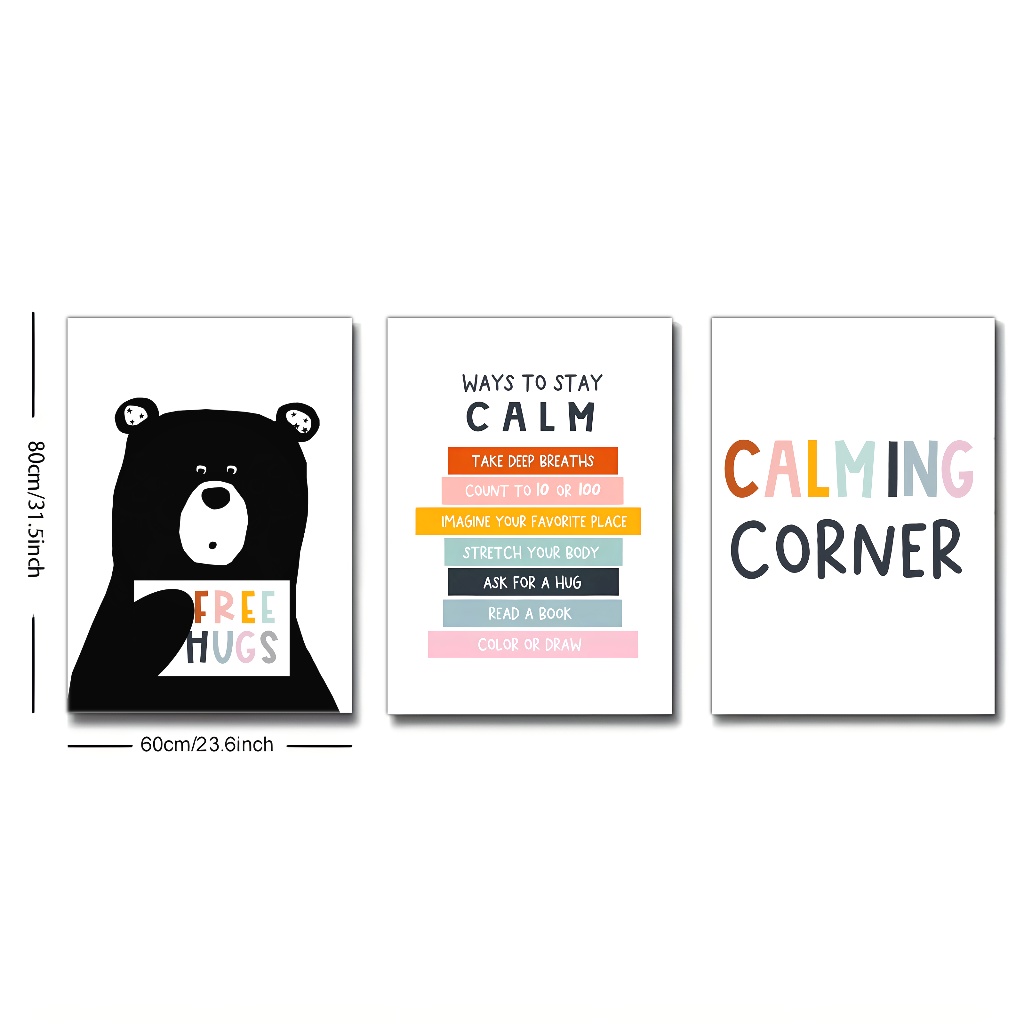 80cm/31.5inch
FREE
HUGS
60cm/23.6inch
WAYS TO STAY
CALM
TAKE DEEP BREATHS
COUNT TO 10 OR 100
IMAGINE YOUR FAVORITE PLACE
STRETCH YOUR BODY
ASK FOR A HUG
READ A BOOK
COLOR OR DRAW
CALMING
CORNER